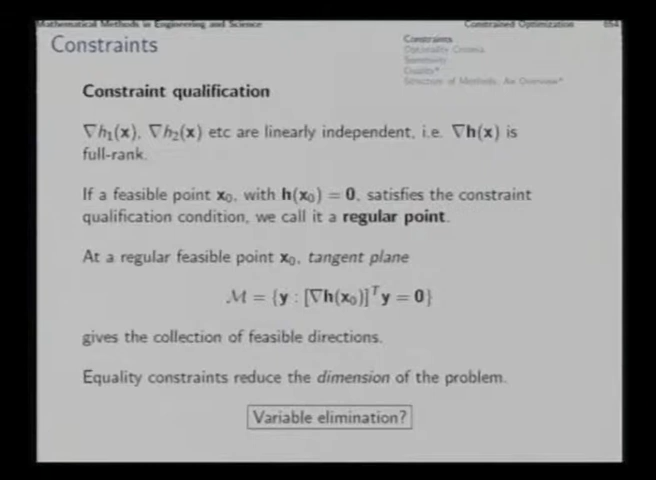 Mathematical Methods in Engineering and Science Constrained Optimization 654
Constraints
Constraints
Optimality Criteria
Sensitivity
Duality*
Structure of Methods: An Overview*
Constraint qualification
∇h₁(x), ∇h₂(x) etc are linearly independent, i.e. ∇h(x) is
full-rank.
If a feasible point x₀, with h(x₀) = 0, satisfies the constraint
qualification condition, we call it a regular point.
At a regular feasible point x₀, tangent plane
ℳ = {y : [∇h(x₀)]ᵀy = 0}
gives the collection of feasible directions.
Equality constraints reduce the dimension of the problem.
Variable elimination?